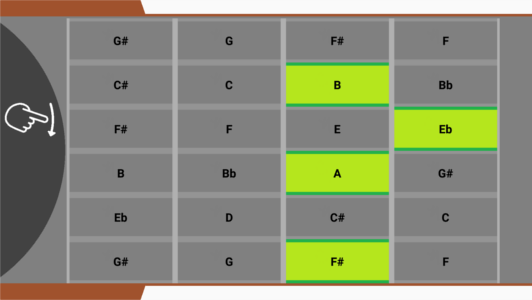 G# G F# F
C# C B Bb
F# F E Eb
B Bb A G#
Eb D C# C
G# G F# F